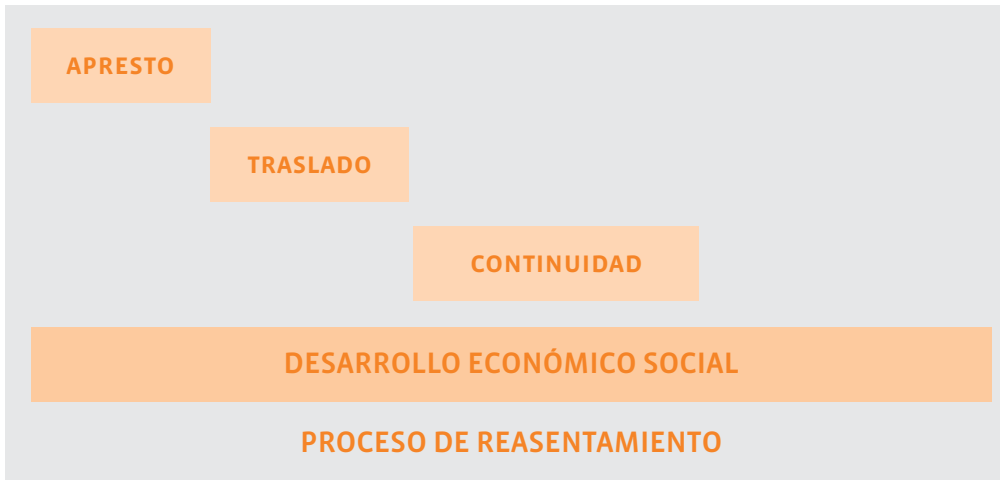 APRESTO
TRASLADO
CONTINUIDAD
DESARROLLO ECONÓMICO SOCIAL
PROCESO DE REASENTAMIENTO